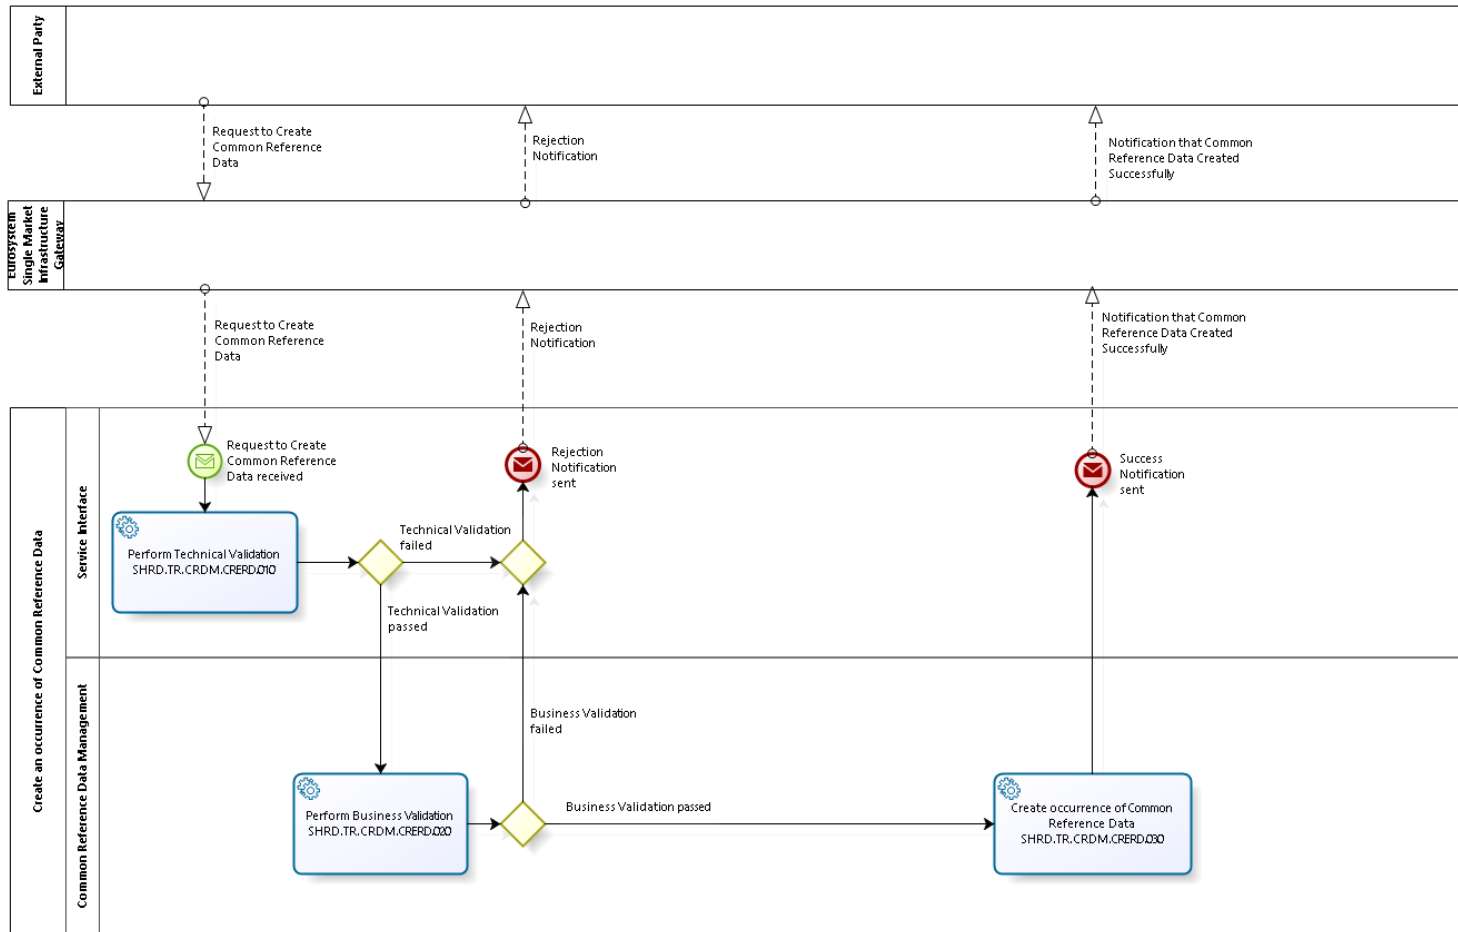 External Party
Request to Create
Common Reference
Data
Rejection
Notification
Notification that Common
Reference Data Created
Successfully
Eurosystem
Single Market
Infrastructure
Gateway
Request to Create
Common Reference
Data
Rejection
Notification
Notification that Common
Reference Data Created
Successfully
Create an occurrence of Common Reference Data
Service Interface
Request to Create
Common Reference
Data received
Rejection
Notification
sent
Success
Notification
sent
Perform Technical Validation
SHRD.TR.CRDM.CRERD.010
Technical Validation
failed
Technical Validation
passed
Common Reference Data Management
Business Validation
failed
Perform Business Validation
SHRD.TR.CRDM.CRERD.020
Business Validation passed
Create occurrence of Common
Reference Data
SHRD.TR.CRDM.CRERD.030